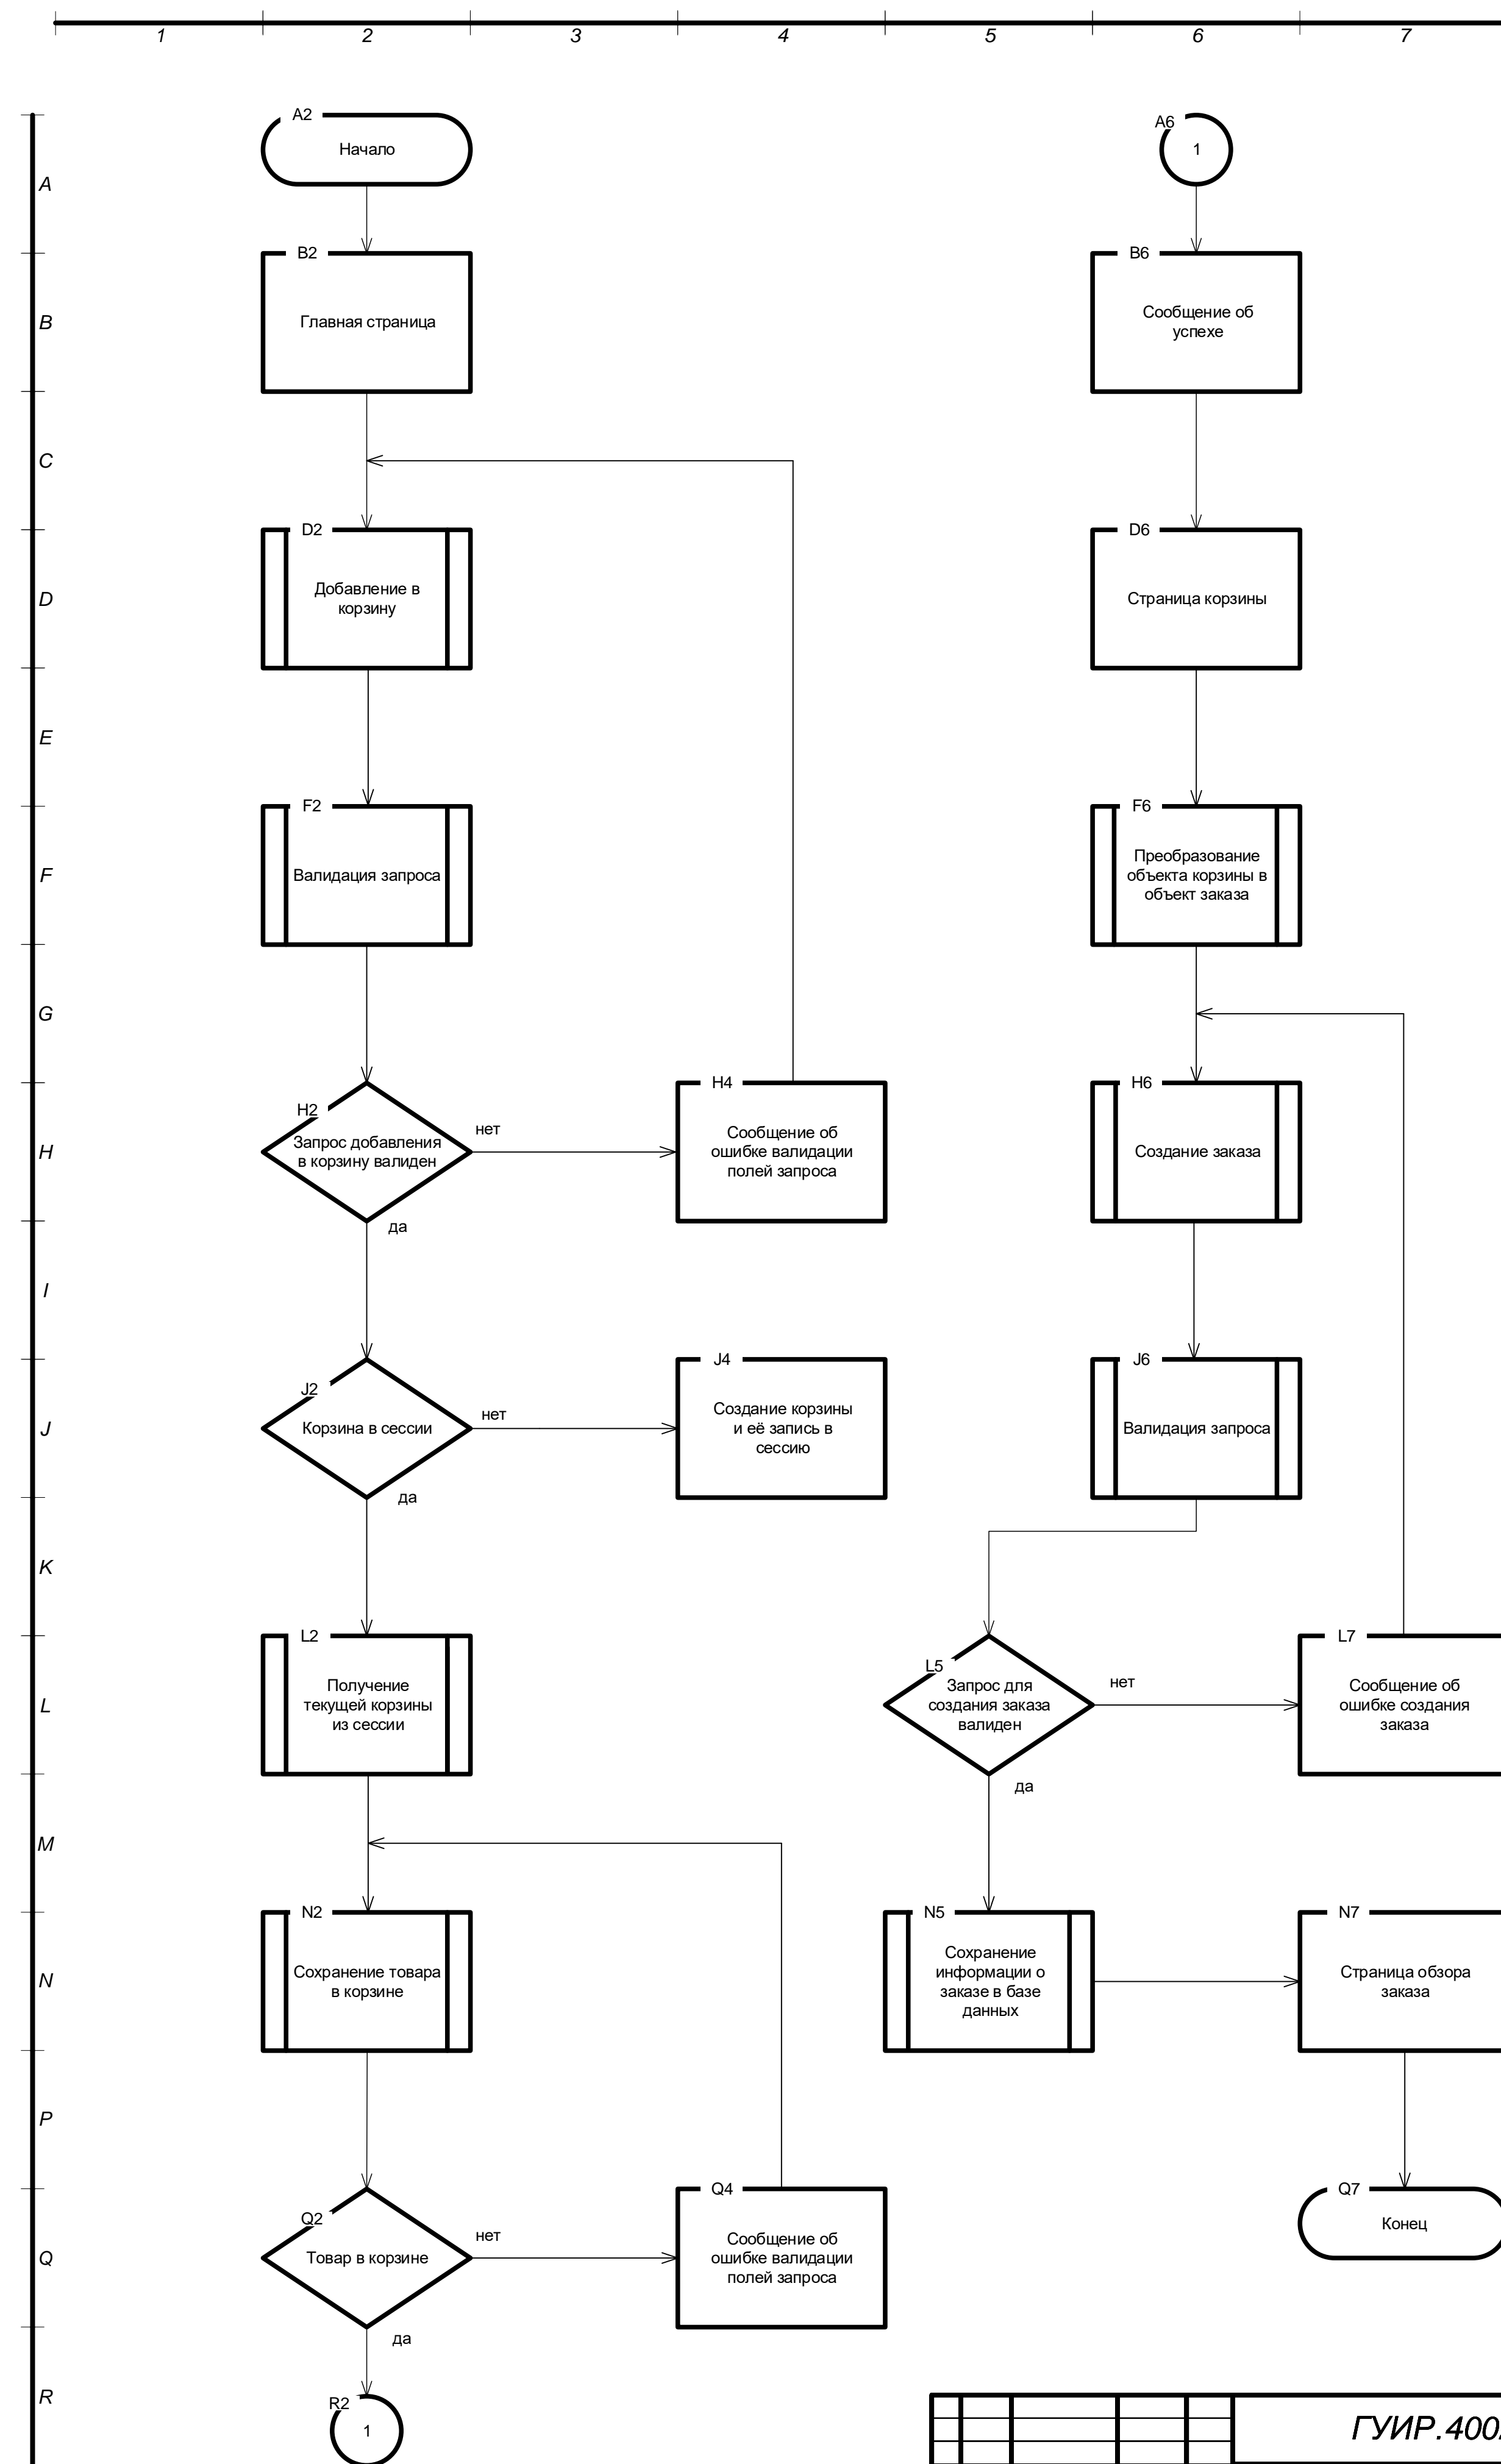 1 2 3 4 5 6 7
A2
Начало
A6
1
A
B2
Главная страница
B6
Сообщение об
успехе
B
C
D2
Добавление в
корзину
D6
Страница корзины
D
E
F2
Валидация запроса
F6
Преобразование
объекта корзины в
объект заказа
F
G
H2
Запрос добавления
в корзину валиден
нет
да
H4
Сообщение об
ошибке валидации
полей запроса
H6
Создание заказа
H
I
J2
Корзина в сессии
нет
да
J4
Создание корзины
и её запись в
сессию
J6
Валидация запроса
J
K
L2
Получение
текущей корзины
из сессии
L5
Запрос для
создания заказа
валиден
нет
да
L7
Сообщение об
ошибке создания
заказа
L
M
N2
Сохранение товара
в корзине
N5
Сохранение
информации о
заказе в базе
данных
N7
Страница обзора
заказа
N
P
Q2
Товар в корзине
нет
да
Q4
Сообщение об
ошибке валидации
полей запроса
Q7
Конец
Q
R
R2
1
ГУИР.400